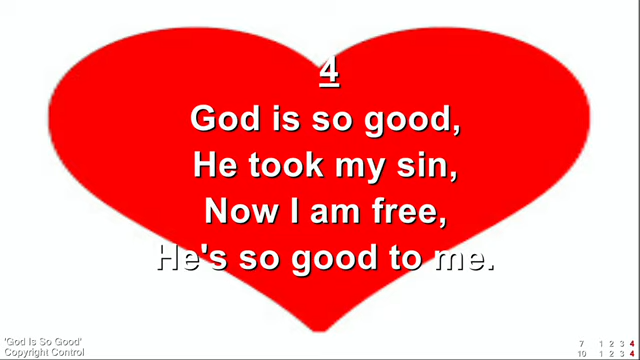 4
God is so good,
He took my sin,
Now I am free,
He's so good to me.
'God Is So Good'
Copyright Control
7 1 2 3 4
10 1 2 3 4